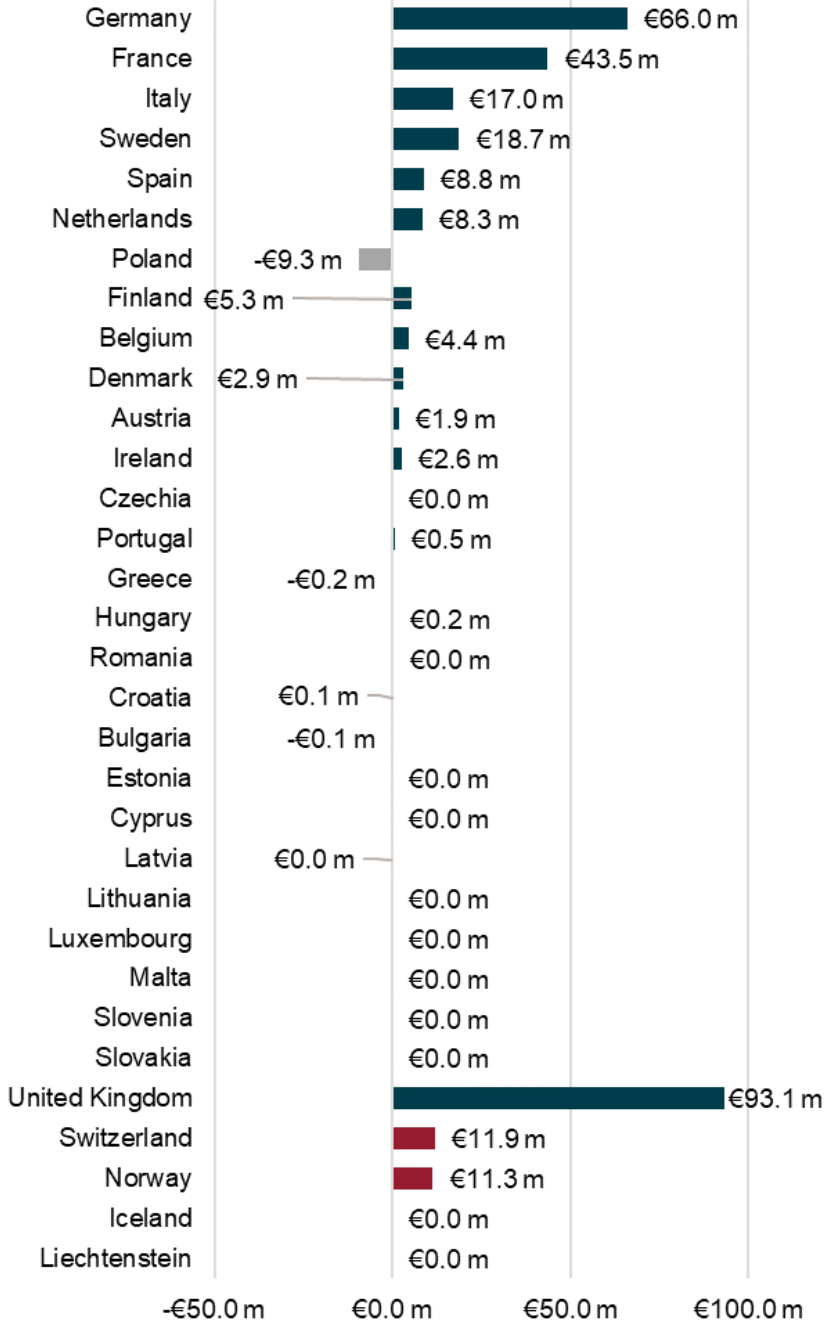 Germany €66.0 m
France €43.5 m
Italy €17.0 m
Sweden €18.7 m
Spain €8.8 m
Netherlands €8.3 m
Poland -€9.3 m
Finland €5.3 m
Belgium €4.4 m
Denmark €2.9 m
Austria €1.9 m
Ireland €2.6 m
Czechia €0.0 m
Portugal €0.5 m
Greece -€0.2 m
Hungary €0.2 m
Romania €0.0 m
Croatia €0.1 m
Bulgaria -€0.1 m
Estonia €0.0 m
Cyprus €0.0 m
Latvia €0.0 m
Lithuania €0.0 m
Luxembourg €0.0 m
Malta €0.0 m
Slovenia €0.0 m
Slovakia €0.0 m
United Kingdom €93.1 m
Switzerland €11.9 m
Norway €11.3 m
Iceland €0.0 m
Liechtenstein €0.0 m
-€50.0 m €0.0 m €50.0 m €100.0 m